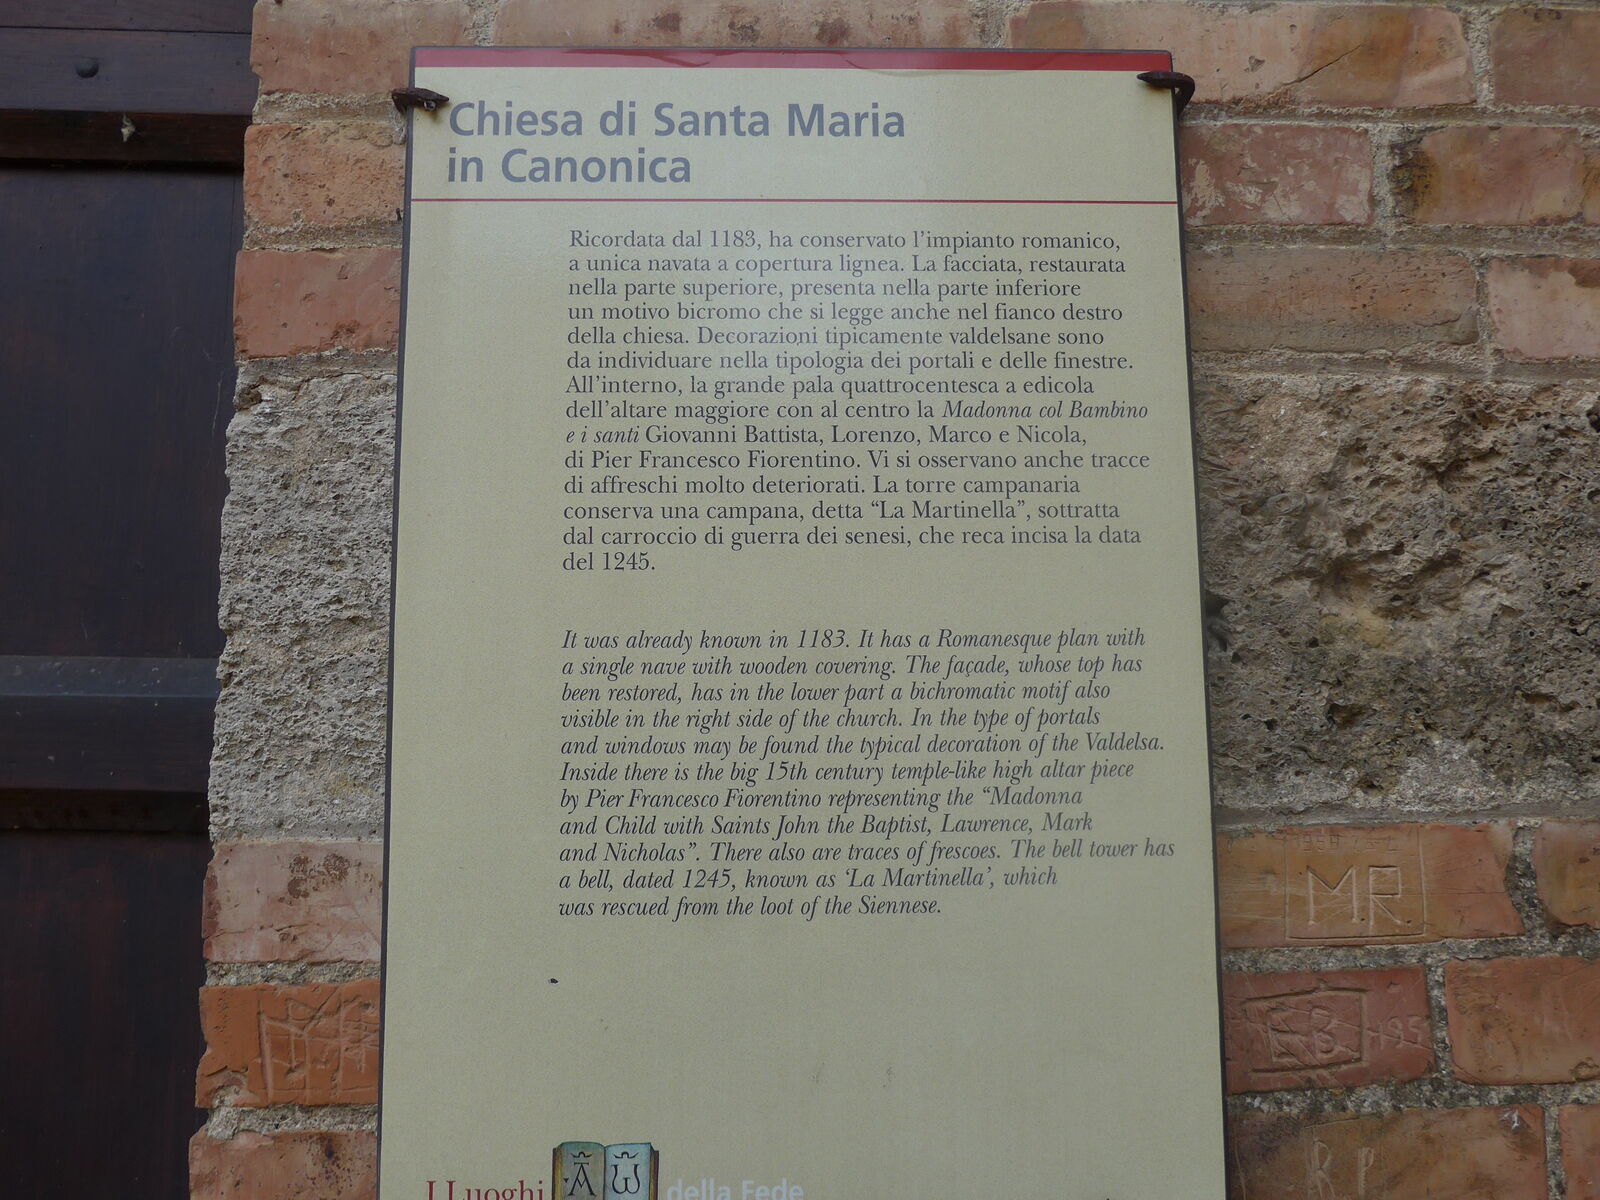 Chiesa di Santa Maria
in Canonica
Ricordata dal 1183, ha conservato l'impianto romanico,
a unica navata a copertura lignea. La facciata, restaurata
nella parte superiore, presenta nella parte inferiore
un motivo bicromo che si legge anche nel fianco destro
della chiesa. Decorazioni tipicamente valdelsane sono
da individuare nella tipologia dei portali e delle finestre.
All'interno, la grande pala quattrocentesca a edicola
dell'altare maggiore con al centro la Madonna col Bambino
e i santi Giovanni Battista, Lorenzo, Marco e Nicola,
di Pier Francesco Fiorentino. Vi si osservano anche tracce
di affreschi molto deteriorati. La torre campanaria
conserva una campana, detta “La Martinella”, sottratta
dal carroccio di guerra dei senesi, che reca incisa la data
del 1245.
It was already known in 1183. It has a Romanesque plan with
a single nave with wooden covering. The façade, whose top has
been restored, has in the lower part a bichromatic motif also
visible in the right side of the church. In the type of portals
and windows may be found the typical decoration of the Valdelsa.
Inside there is the big 15th century temple-like high altar piece
by Pier Francesco Fiorentino representing the “Madonna
and Child with Saints John the Baptist, Lawrence, Mark
and Nicholas”. There also are traces of frescoes. The bell tower has
a bell, dated 1245, known as ‘La Martinella’, which
was rescued from the loot of the Siennese.
I Luoghi della Fede
M.R.